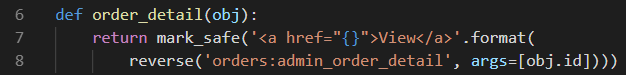 6 def order_detail(obj):
7     return mark_safe('<a href="{}">View</a>'.format(
8         reverse('orders:admin_order_detail', args=[obj.id])))